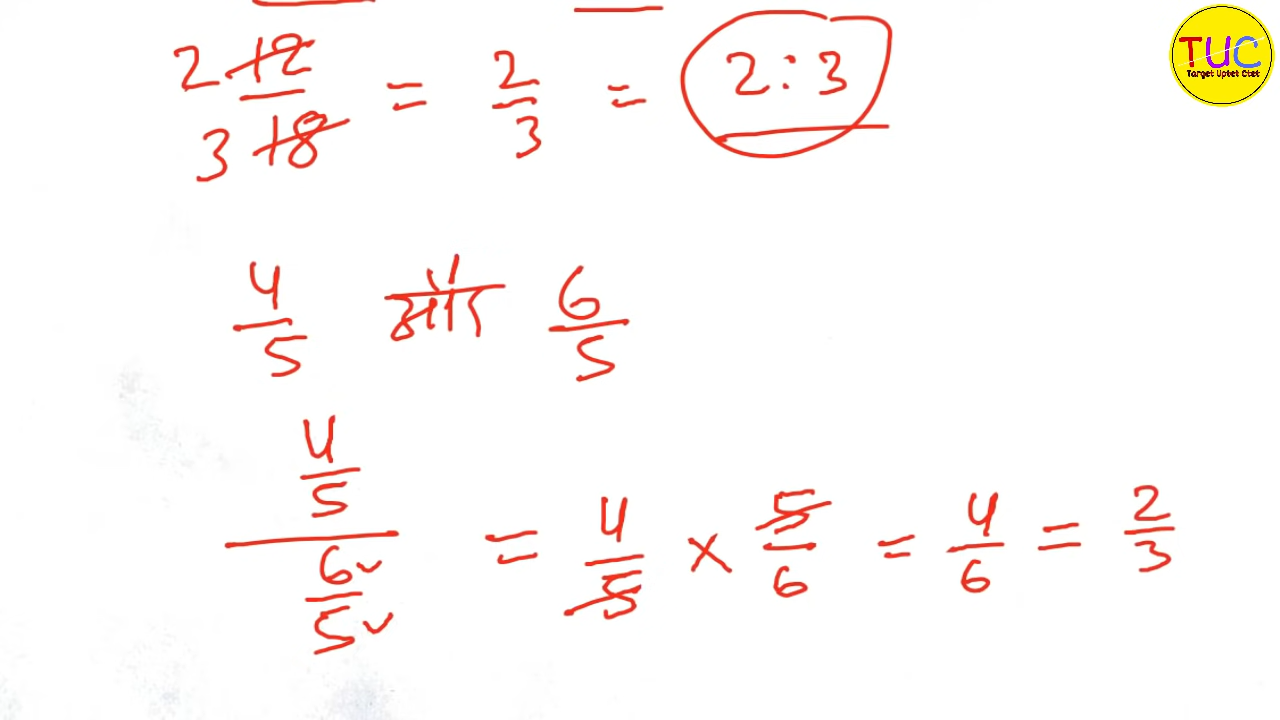 TUC
Target Uptet Ctet
2 12/3 18 = 2/3 = 2:3
4/5 और 6/5
4/5 / 6/5 = 4/5 × 5/6 = 4/6 = 2/3